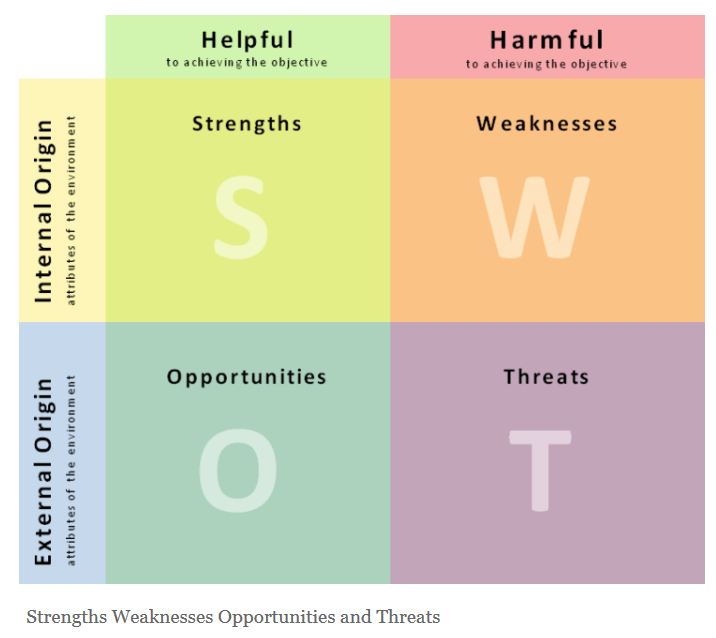 Helpful
to achieving the objective
Harmful
to achieving the objective
Internal Origin
attributes of the environment
Strengths
S
Weaknesses
W
External Origin
attributes of the environment
Opportunities
O
Threats
T
Strengths Weaknesses Opportunities and Threats